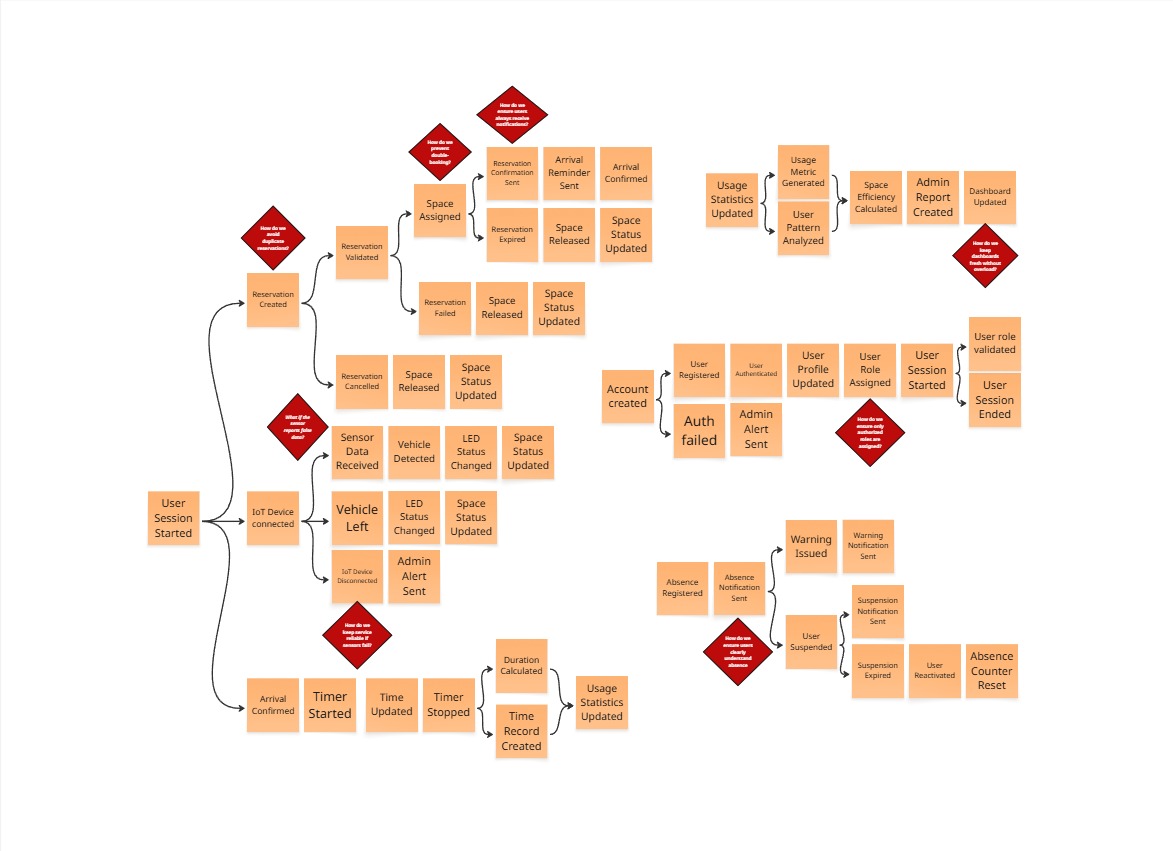 How do we
ensure users
always receive
notifications?
How do we
prevent
double-
booking?
Reservation
Confirmation
Sent
Arrival
Reminder
Sent
Arrival
Confirmed
Space
Assigned
Reservation
Expired
Space
Released
Space
Status
Updated
How do we
avoid
duplicate
reservations?
Reservation
Validated
Reservation
Created
Reservation
Failed
Space
Released
Space
Status
Updated
Reservation
Cancelled
Space
Released
Space
Status
Updated
What if the
sensor
reports false
data?
Sensor
Data
Received
Vehicle
Detected
LED
Status
Changed
Space
Status
Updated
User
Session
Started
IoT Device
connected
Vehicle
Left
LED
Status
Changed
Space
Status
Updated
IoT Device
Disconnected
Admin
Alert
Sent
How do we
keep service
reliable if
sensors fail?
Arrival
Confirmed
Timer
Started
Time
Updated
Timer
Stopped
Duration
Calculated
Time
Record
Created
Usage
Statistics
Updated
Usage
Statistics
Updated
Usage
Metric
Generated
User
Pattern
Analyzed
Space
Efficiency
Calculated
Admin
Report
Created
Dashboard
Updated
How do we
keep
dashboards
fresh without
overload?
Account
created
User
Registered
User
Authenticated
User
Profile
Updated
User
Role
Assigned
User
Session
Started
User role
validated
User
Session
Ended
Auth
failed
Admin
Alert
Sent
How do we
ensure only
authorized
roles are
assigned?
Absence
Registered
Absence
Notification
Sent
Warning
Issued
Warning
Notification
Sent
How do we
ensure users
clearly
understand
absence
User
Suspended
Suspension
Notification
Sent
Suspension
Expired
User
Reactivated
Absence
Counter
Reset